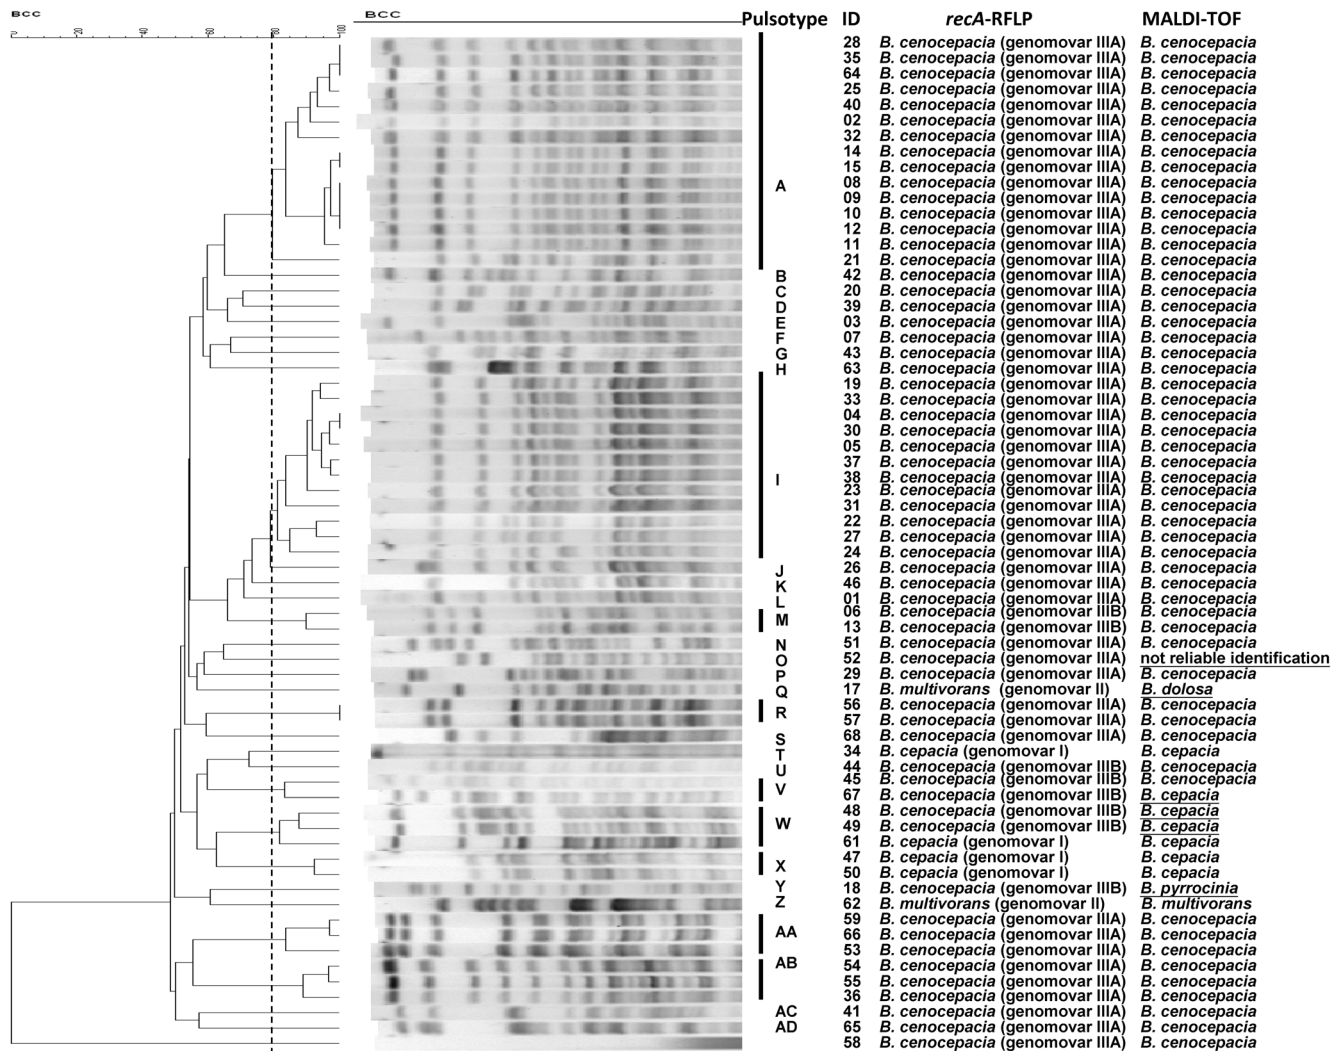 BCC BCC Pulsotype ID recA-RFLP MALDI-TOF
0 20 40 60 80 100
28 B. cenocepacia (genomovar IIIA) B. cenocepacia
35 B. cenocepacia (genomovar IIIA) B. cenocepacia
64 B. cenocepacia (genomovar IIIA) B. cenocepacia
25 B. cenocepacia (genomovar IIIA) B. cenocepacia
40 B. cenocepacia (genomovar IIIA) B. cenocepacia
02 B. cenocepacia (genomovar IIIA) B. cenocepacia
32 B. cenocepacia (genomovar IIIA) B. cenocepacia
14 B. cenocepacia (genomovar IIIA) B. cenocepacia
15 B. cenocepacia (genomovar IIIA) B. cenocepacia
A 08 B. cenocepacia (genomovar IIIA) B. cenocepacia
09 B. cenocepacia (genomovar IIIA) B. cenocepacia
10 B. cenocepacia (genomovar IIIA) B. cenocepacia
12 B. cenocepacia (genomovar IIIA) B. cenocepacia
11 B. cenocepacia (genomovar IIIA) B. cenocepacia
21 B. cenocepacia (genomovar IIIA) B. cenocepacia
B 42 B. cenocepacia (genomovar IIIA) B. cenocepacia
C 20 B. cenocepacia (genomovar IIIA) B. cenocepacia
D 39 B. cenocepacia (genomovar IIIA) B. cenocepacia
E 03 B. cenocepacia (genomovar IIIA) B. cenocepacia
F 07 B. cenocepacia (genomovar IIIA) B. cenocepacia
G 43 B. cenocepacia (genomovar IIIA) B. cenocepacia
H 63 B. cenocepacia (genomovar IIIA) B. cenocepacia
19 B. cenocepacia (genomovar IIIA) B. cenocepacia
33 B. cenocepacia (genomovar IIIA) B. cenocepacia
04 B. cenocepacia (genomovar IIIA) B. cenocepacia
30 B. cenocepacia (genomovar IIIA) B. cenocepacia
05 B. cenocepacia (genomovar IIIA) B. cenocepacia
37 B. cenocepacia (genomovar IIIA) B. cenocepacia
I 38 B. cenocepacia (genomovar IIIA) B. cenocepacia
23 B. cenocepacia (genomovar IIIA) B. cenocepacia
31 B. cenocepacia (genomovar IIIA) B. cenocepacia
22 B. cenocepacia (genomovar IIIA) B. cenocepacia
27 B. cenocepacia (genomovar IIIA) B. cenocepacia
24 B. cenocepacia (genomovar IIIA) B. cenocepacia
J 26 B. cenocepacia (genomovar IIIA) B. cenocepacia
K 46 B. cenocepacia (genomovar IIIA) B. cenocepacia
L 01 B. cenocepacia (genomovar IIIA) B. cenocepacia
M 06 B. cenocepacia (genomovar IIIB) B. cenocepacia
13 B. cenocepacia (genomovar IIIB) B. cenocepacia
N 51 B. cenocepacia (genomovar IIIA) B. cenocepacia
O 52 B. cenocepacia (genomovar IIIA) not reliable identification
P 29 B. cenocepacia (genomovar IIIA) B. cenocepacia
Q 17 B. multivorans (genomovar II) B. dolosa
R 56 B. cenocepacia (genomovar IIIA) B. cenocepacia
57 B. cenocepacia (genomovar IIIA) B. cenocepacia
S 68 B. cenocepacia (genomovar IIIA) B. cenocepacia
T 34 B. cepacia (genomovar I) B. cepacia
U 44 B. cenocepacia (genomovar IIIB) B. cenocepacia
V 45 B. cenocepacia (genomovar IIIB) B. cenocepacia
67 B. cenocepacia (genomovar IIIB) B. cepacia
48 B. cenocepacia (genomovar IIIB) B. cepacia
W 49 B. cenocepacia (genomovar IIIB) B. cepacia
61 B. cepacia (genomovar I) B. cepacia
X 47 B. cepacia (genomovar I) B. cepacia
50 B. cepacia (genomovar I) B. cepacia
Y 18 B. cenocepacia (genomovar IIIB) B. pyrrocinia
Z 62 B. multivorans (genomovar II) B. multivorans
59 B. cenocepacia (genomovar IIIA) B. cenocepacia
AA 66 B. cenocepacia (genomovar IIIA) B. cenocepacia
53 B. cenocepacia (genomovar IIIA) B. cenocepacia
AB 54 B. cenocepacia (genomovar IIIA) B. cenocepacia
55 B. cenocepacia (genomovar IIIA) B. cenocepacia
36 B. cenocepacia (genomovar IIIA) B. cenocepacia
AC 41 B. cenocepacia (genomovar IIIA) B. cenocepacia
AD 65 B. cenocepacia (genomovar IIIA) B. cenocepacia
58 B. cenocepacia (genomovar IIIA) B. cenocepacia